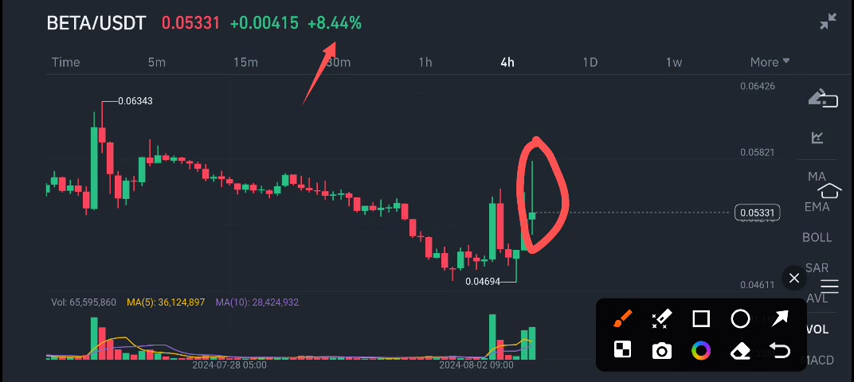 BETA/USDT 0.05331 +0.00415 +8.44%
Time 5m 15m 30m 1h 4h 1D 1w More
0.06426
0.06343
0.05821
MA
0.05331
EMA
BOLL
SAR
0.04694
0.04611
AVL
Vol: 65,595,860 MA(5): 36,124,897 MA(10): 28,424,932
VOL
MACD
2024-07-28 05:00 2024-08-02 09:00